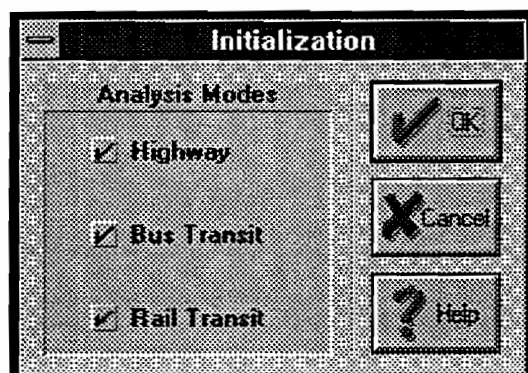 Initialization
Analysis Modes
Highway
Bus Transit
Rail Transit
OK
Cancel
Help